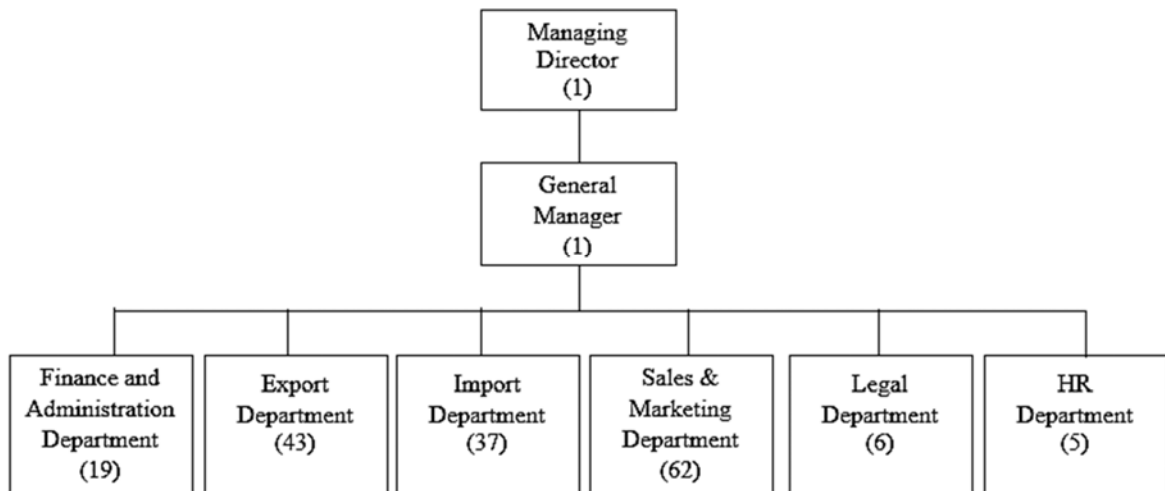 Managing
Director
(1)
General
Manager
(1)
Finance and
Administration
Department
(19)
Export
Department
(43)
Import
Department
(37)
Sales &
Marketing
Department
(62)
Legal
Department
(6)
HR
Department
(5)